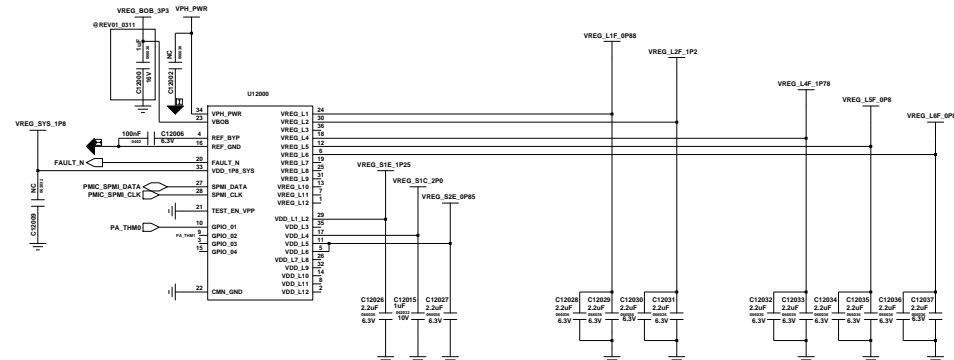 VREG_BOB_3P3
VPH_PWR
@REV01_0311
1uF
C12000
16V
NC
C12002
U12000
VREG_SYS_1P8
34 VPH_PWR
23 VBOB
100nF C12006
6.3V
4 REF_BYP
16 REF_GND
FAULT_N
20 FAULT_N
33 VDD_1P8_SYS
PMIC_SPMI_DATA
27 SPMI_DATA
PMIC_SPMI_CLK
28 SPMI_CLK
21 TEST_EN_VPP
PA_THM0
10 GPIO_01
PA_THM1
9 GPIO_02
3 GPIO_03
15 GPIO_04
22 CMN_GND
NC
C12009
VREG_L1 24
VREG_L2 30
VREG_L3 36
VREG_L4 18
VREG_L5 12
VREG_L6 6
VREG_L7 19
VREG_L8 25
VREG_L9 31
VREG_L10 13
VREG_L11 7
VREG_L12 1
VDD_L1_L2 29
VDD_L3 35
VDD_L4 17
VDD_L5 11
VDD_L6 5
VDD_L7_L8 26
VDD_L9 32
VDD_L10 14
VDD_L11 8
VDD_L12 2
VREG_S1E_1P25
VREG_S1C_2P0
VREG_S2E_0P85
VREG_L1F_0P88
VREG_L2F_1P2
VREG_L4F_1P78
VREG_L5F_0P8
VREG_L6F_0P8
C12026 C12015 C12027
2.2uF 1uF 2.2uF
6.3V 10V 6.3V
C12028 C12029 C12030 C12031
2.2uF 2.2uF 2.2uF 2.2uF
6.3V 6.3V 6.3V 6.3V
C12032 C12033 C12034 C12035 C12036 C12037
2.2uF 2.2uF 2.2uF 2.2uF 2.2uF 2.2uF
6.3V 6.3V 6.3V 6.3V 6.3V 6.3V